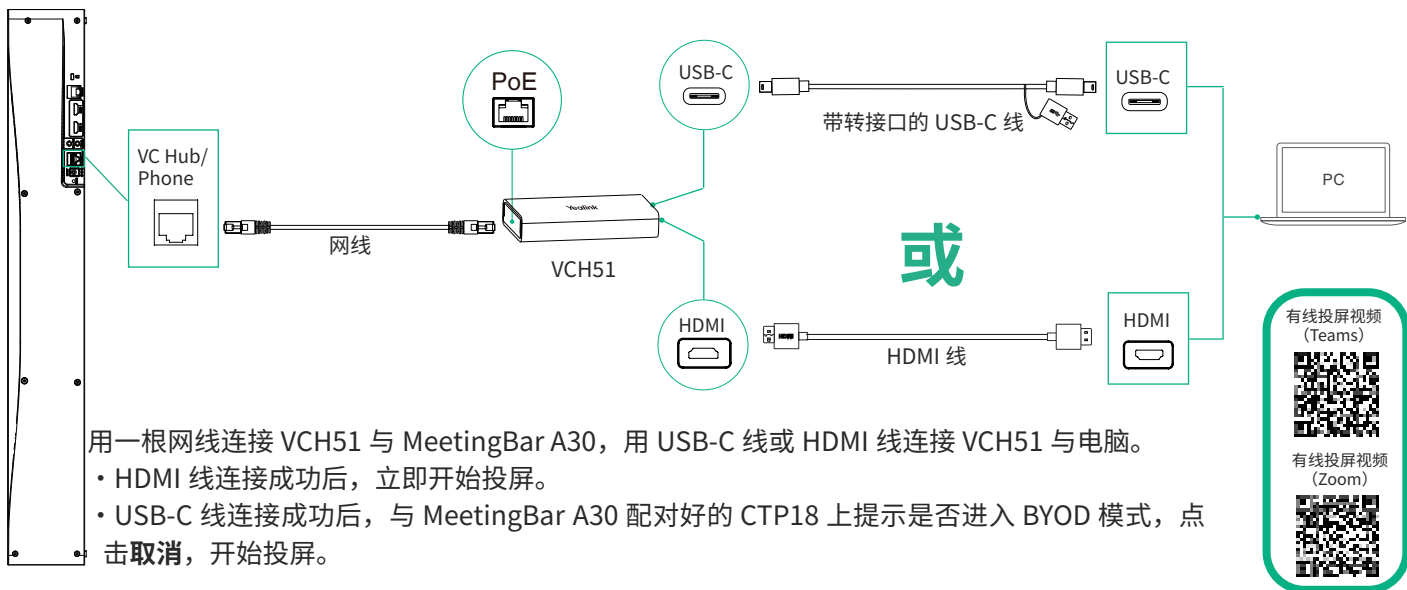 VC Hub/
Phone
网线
PoE
Yealink
VCH51
USB-C
带转接口的 USB-C 线
USB-C
或
HDMI
HDMI
HDMI 线
HDMI
PC
有线投屏视频
（Teams）
有线投屏视频
（Zoom）
用一根网线连接 VCH51 与 MeetingBar A30，用 USB-C 线或 HDMI 线连接 VCH51 与电脑。
·HDMI 线连接成功后，立即开始投屏。
·USB-C 线连接成功后，与 MeetingBar A30 配对好的 CTP18 上提示是否进入 BYOD 模式，点
击取消，开始投屏。